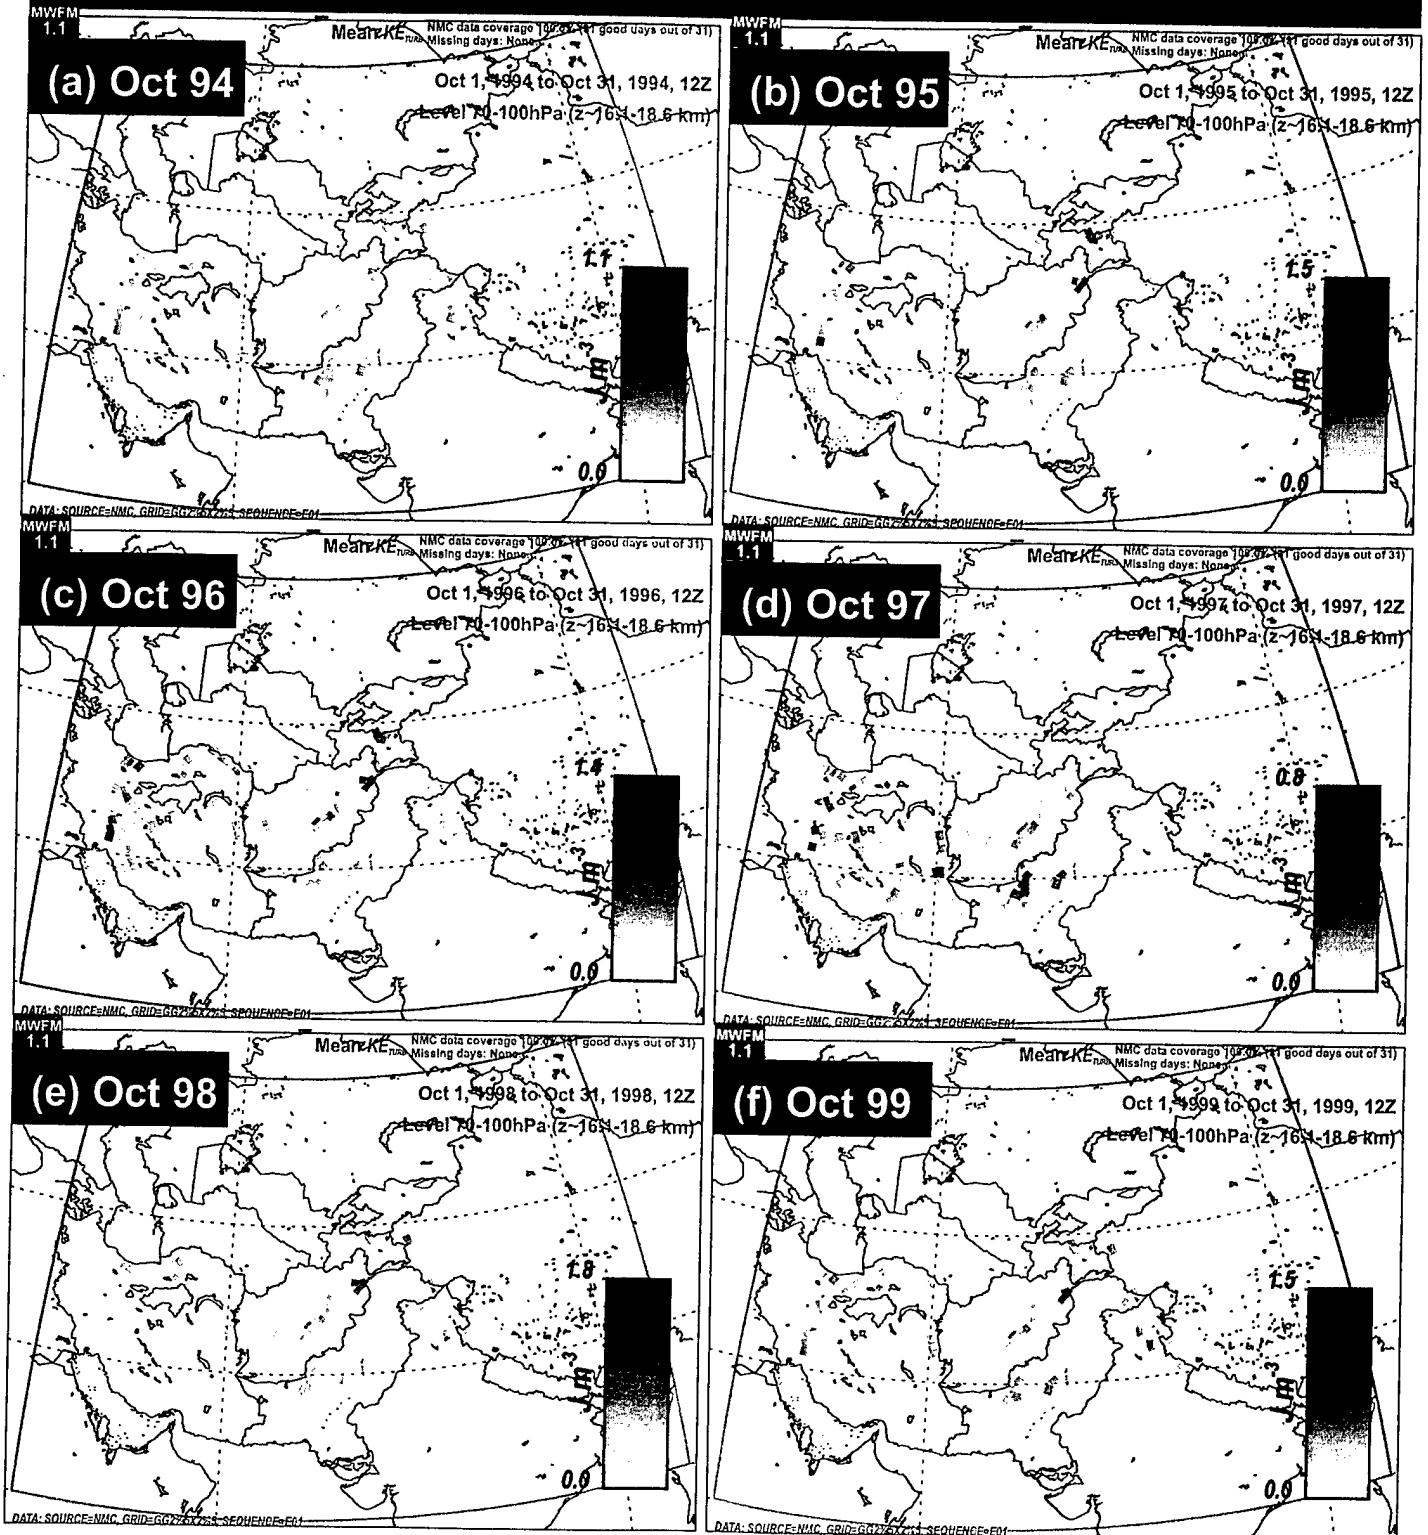 MWFM
1.1
(a) Oct 94
Mean KE TURB
NMC data coverage 100.0% (31 good days out of 31)
Missing days: None
Oct 1, 1994 to Oct 31, 1994, 12Z
Level 70-100hPa (z~16.1-18.6 km)
J m 3
0.0
DATA: SOURCE=NMC, GRID=GG2%5X2%5, SEQUENCE=E01
MWFM
1.1
(b) Oct 95
Mean KE TURB
NMC data coverage 100.0% (31 good days out of 31)
Missing days: None
Oct 1, 1995 to Oct 31, 1995, 12Z
Level 70-100hPa (z~16.1-18.6 km)
1.5
J m 3
0.0
DATA: SOURCE=NMC, GRID=GG2%5X2%5, SEQUENCE=E01
MWFM
1.1
(c) Oct 96
Mean KE TURB
NMC data coverage 100.0% (31 good days out of 31)
Missing days: None
Oct 1, 1996 to Oct 31, 1996, 12Z
Level 70-100hPa (z~16.1-18.6 km)
1.4
J m 3
0.0
DATA: SOURCE=NMC, GRID=GG2%5X2%5, SEQUENCE=E01
MWFM
1.1
(d) Oct 97
Mean KE TURB
NMC data coverage 100.0% (31 good days out of 31)
Missing days: None
Oct 1, 1997 to Oct 31, 1997, 12Z
Level 70-100hPa (z~16.1-18.6 km)
0.8
J m 3
0.0
DATA: SOURCE=NMC, GRID=GG2%5X2%5, SEQUENCE=E01
MWFM
1.1
(e) Oct 98
Mean KE TURB
NMC data coverage 100.0% (31 good days out of 31)
Missing days: None
Oct 1, 1998 to Oct 31, 1998, 12Z
Level 70-100hPa (z~16.1-18.6 km)
1.8
J m 3
0.0
DATA: SOURCE=NMC, GRID=GG2%5X2%5, SEQUENCE=E01
MWFM
1.1
(f) Oct 99
Mean KE TURB
NMC data coverage 100.0% (31 good days out of 31)
Missing days: None
Oct 1, 1999 to Oct 31, 1999, 12Z
Level 70-100hPa (z~16.1-18.6 km)
1.5
J m 3
0.0
DATA: SOURCE=NMC, GRID=GG2%5X2%5, SEQUENCE=E01